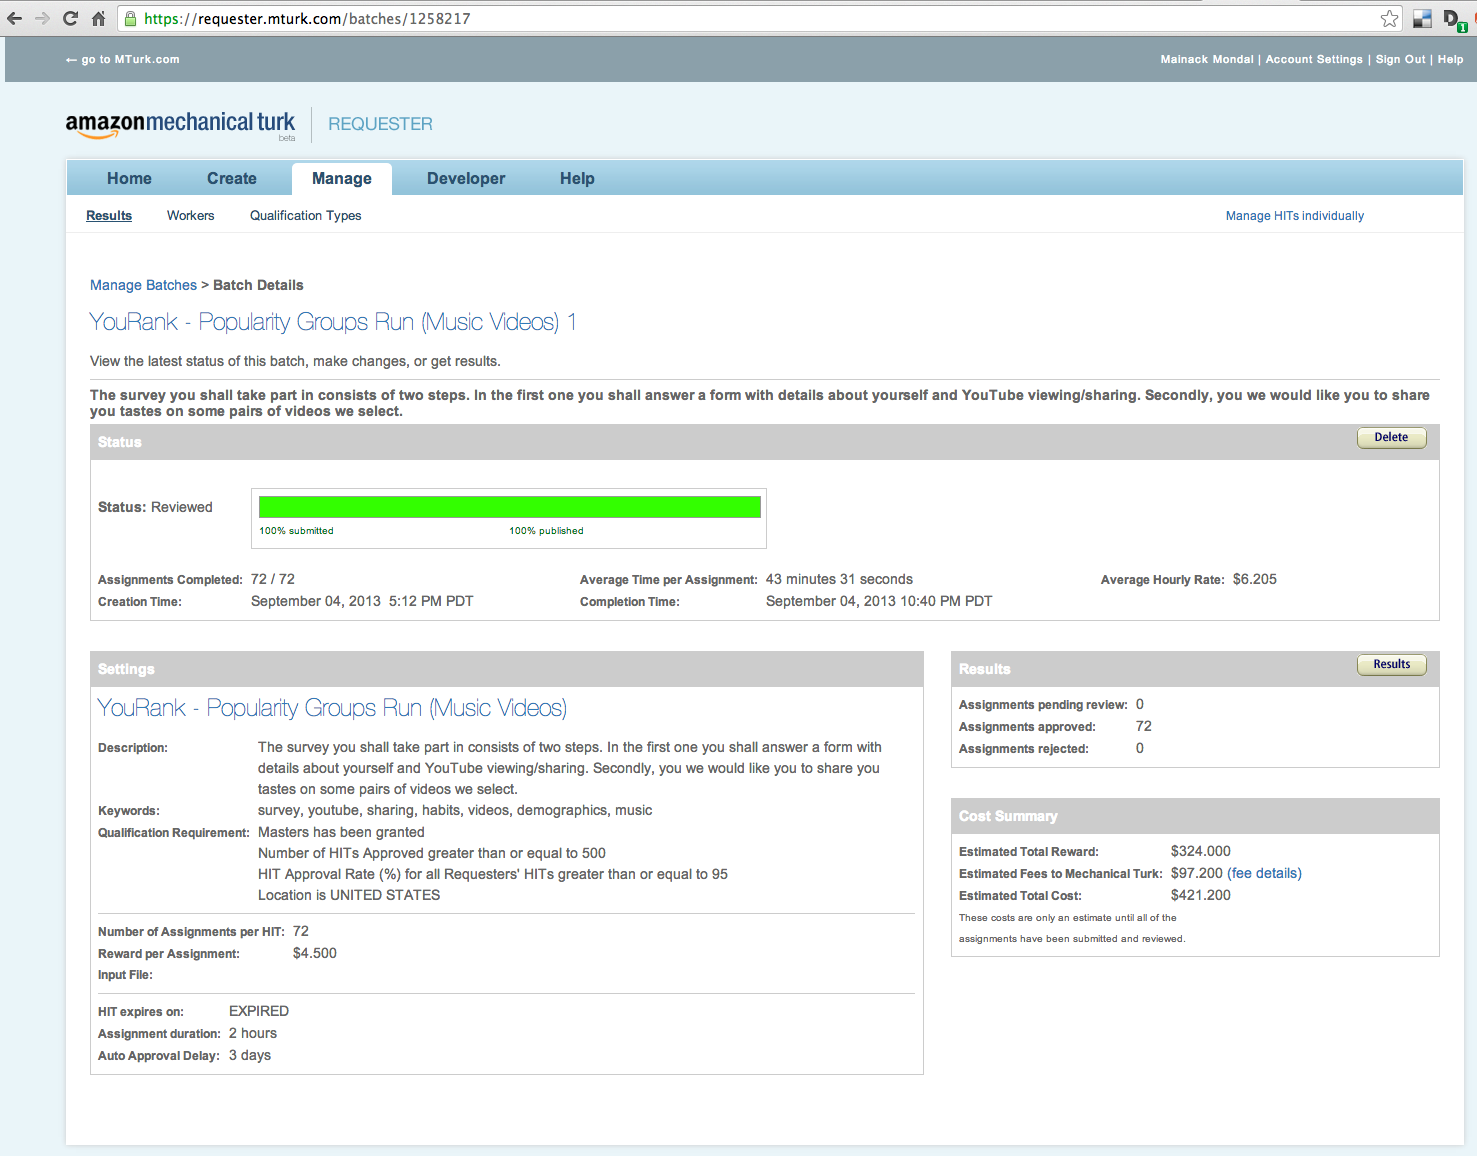 https://requester.mturk.com/batches/1258217
1
← go to MTurk.com
Mainack Mondal | Account Settings | Sign Out | Help
amazonmechanical turk
beta
REQUESTER
Home Create Manage Developer Help
Results Workers Qualification Types Manage HITs individually
Manage Batches > Batch Details
YouRank - Popularity Groups Run (Music Videos) 1
View the latest status of this batch, make changes, or get results.
The survey you shall take part in consists of two steps. In the first one you shall answer a form with details about yourself and YouTube viewing/sharing. Secondly, you we would like you to share
you tastes on some pairs of videos we select.
Status Delete
Status: Reviewed
100% submitted 100% published
Assignments Completed: 72 / 72 Average Time per Assignment: 43 minutes 31 seconds Average Hourly Rate: $6.205
Creation Time: September 04, 2013 5:12 PM PDT Completion Time: September 04, 2013 10:40 PM PDT
Settings
YouRank - Popularity Groups Run (Music Videos)
Description: The survey you shall take part in consists of two steps. In the first one you shall answer a form with
details about yourself and YouTube viewing/sharing. Secondly, you we would like you to share you
tastes on some pairs of videos we select.
Keywords: survey, youtube, sharing, habits, videos, demographics, music
Qualification Requirement: Masters has been granted
Number of HITs Approved greater than or equal to 500
HIT Approval Rate (%) for all Requesters' HITs greater than or equal to 95
Location is UNITED STATES
Number of Assignments per HIT: 72
Reward per Assignment: $4.500
Input File:
HIT expires on: EXPIRED
Assignment duration: 2 hours
Auto Approval Delay: 3 days
Results Results
Assignments pending review: 0
Assignments approved: 72
Assignments rejected: 0
Cost Summary
Estimated Total Reward: $324.000
Estimated Fees to Mechanical Turk: $97.200 (fee details)
Estimated Total Cost: $421.200
These costs are only an estimate until all of the
assignments have been submitted and reviewed.